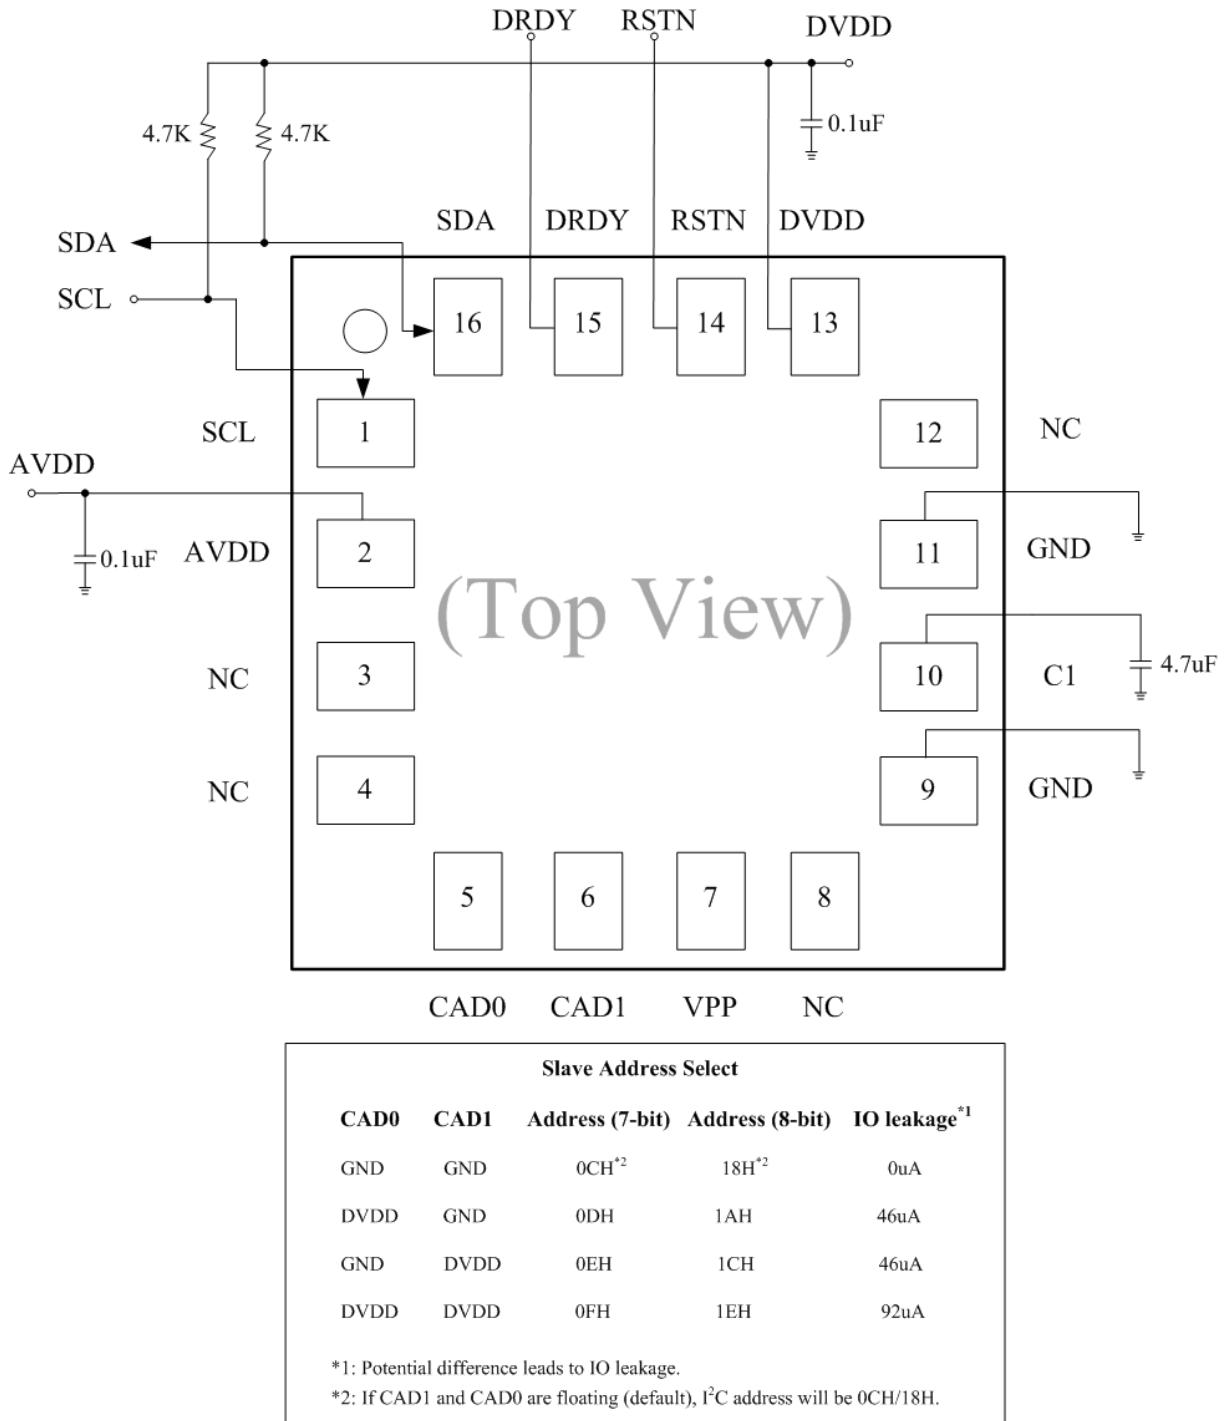 DRDY RSTN DVDD
4.7K 4.7K 0.1uF
SDA DRDY RSTN DVDD
SDA
SCL
16 15 14 13
SCL 1 12 NC
AVDD
0.1uF AVDD 2 11 GND
(Top View)
NC 3 10 C1 4.7uF
NC 4 9 GND
5 6 7 8
CAD0 CAD1 VPP NC
Slave Address Select
CAD0 CAD1 Address (7-bit) Address (8-bit) IO leakage*1
GND GND 0CH*2 18H*2 0uA
DVDD GND 0DH 1AH 46uA
GND DVDD 0EH 1CH 46uA
DVDD DVDD 0FH 1EH 92uA
*1: Potential difference leads to IO leakage.
*2: If CAD1 and CAD0 are floating (default), I2C address will be 0CH/18H.